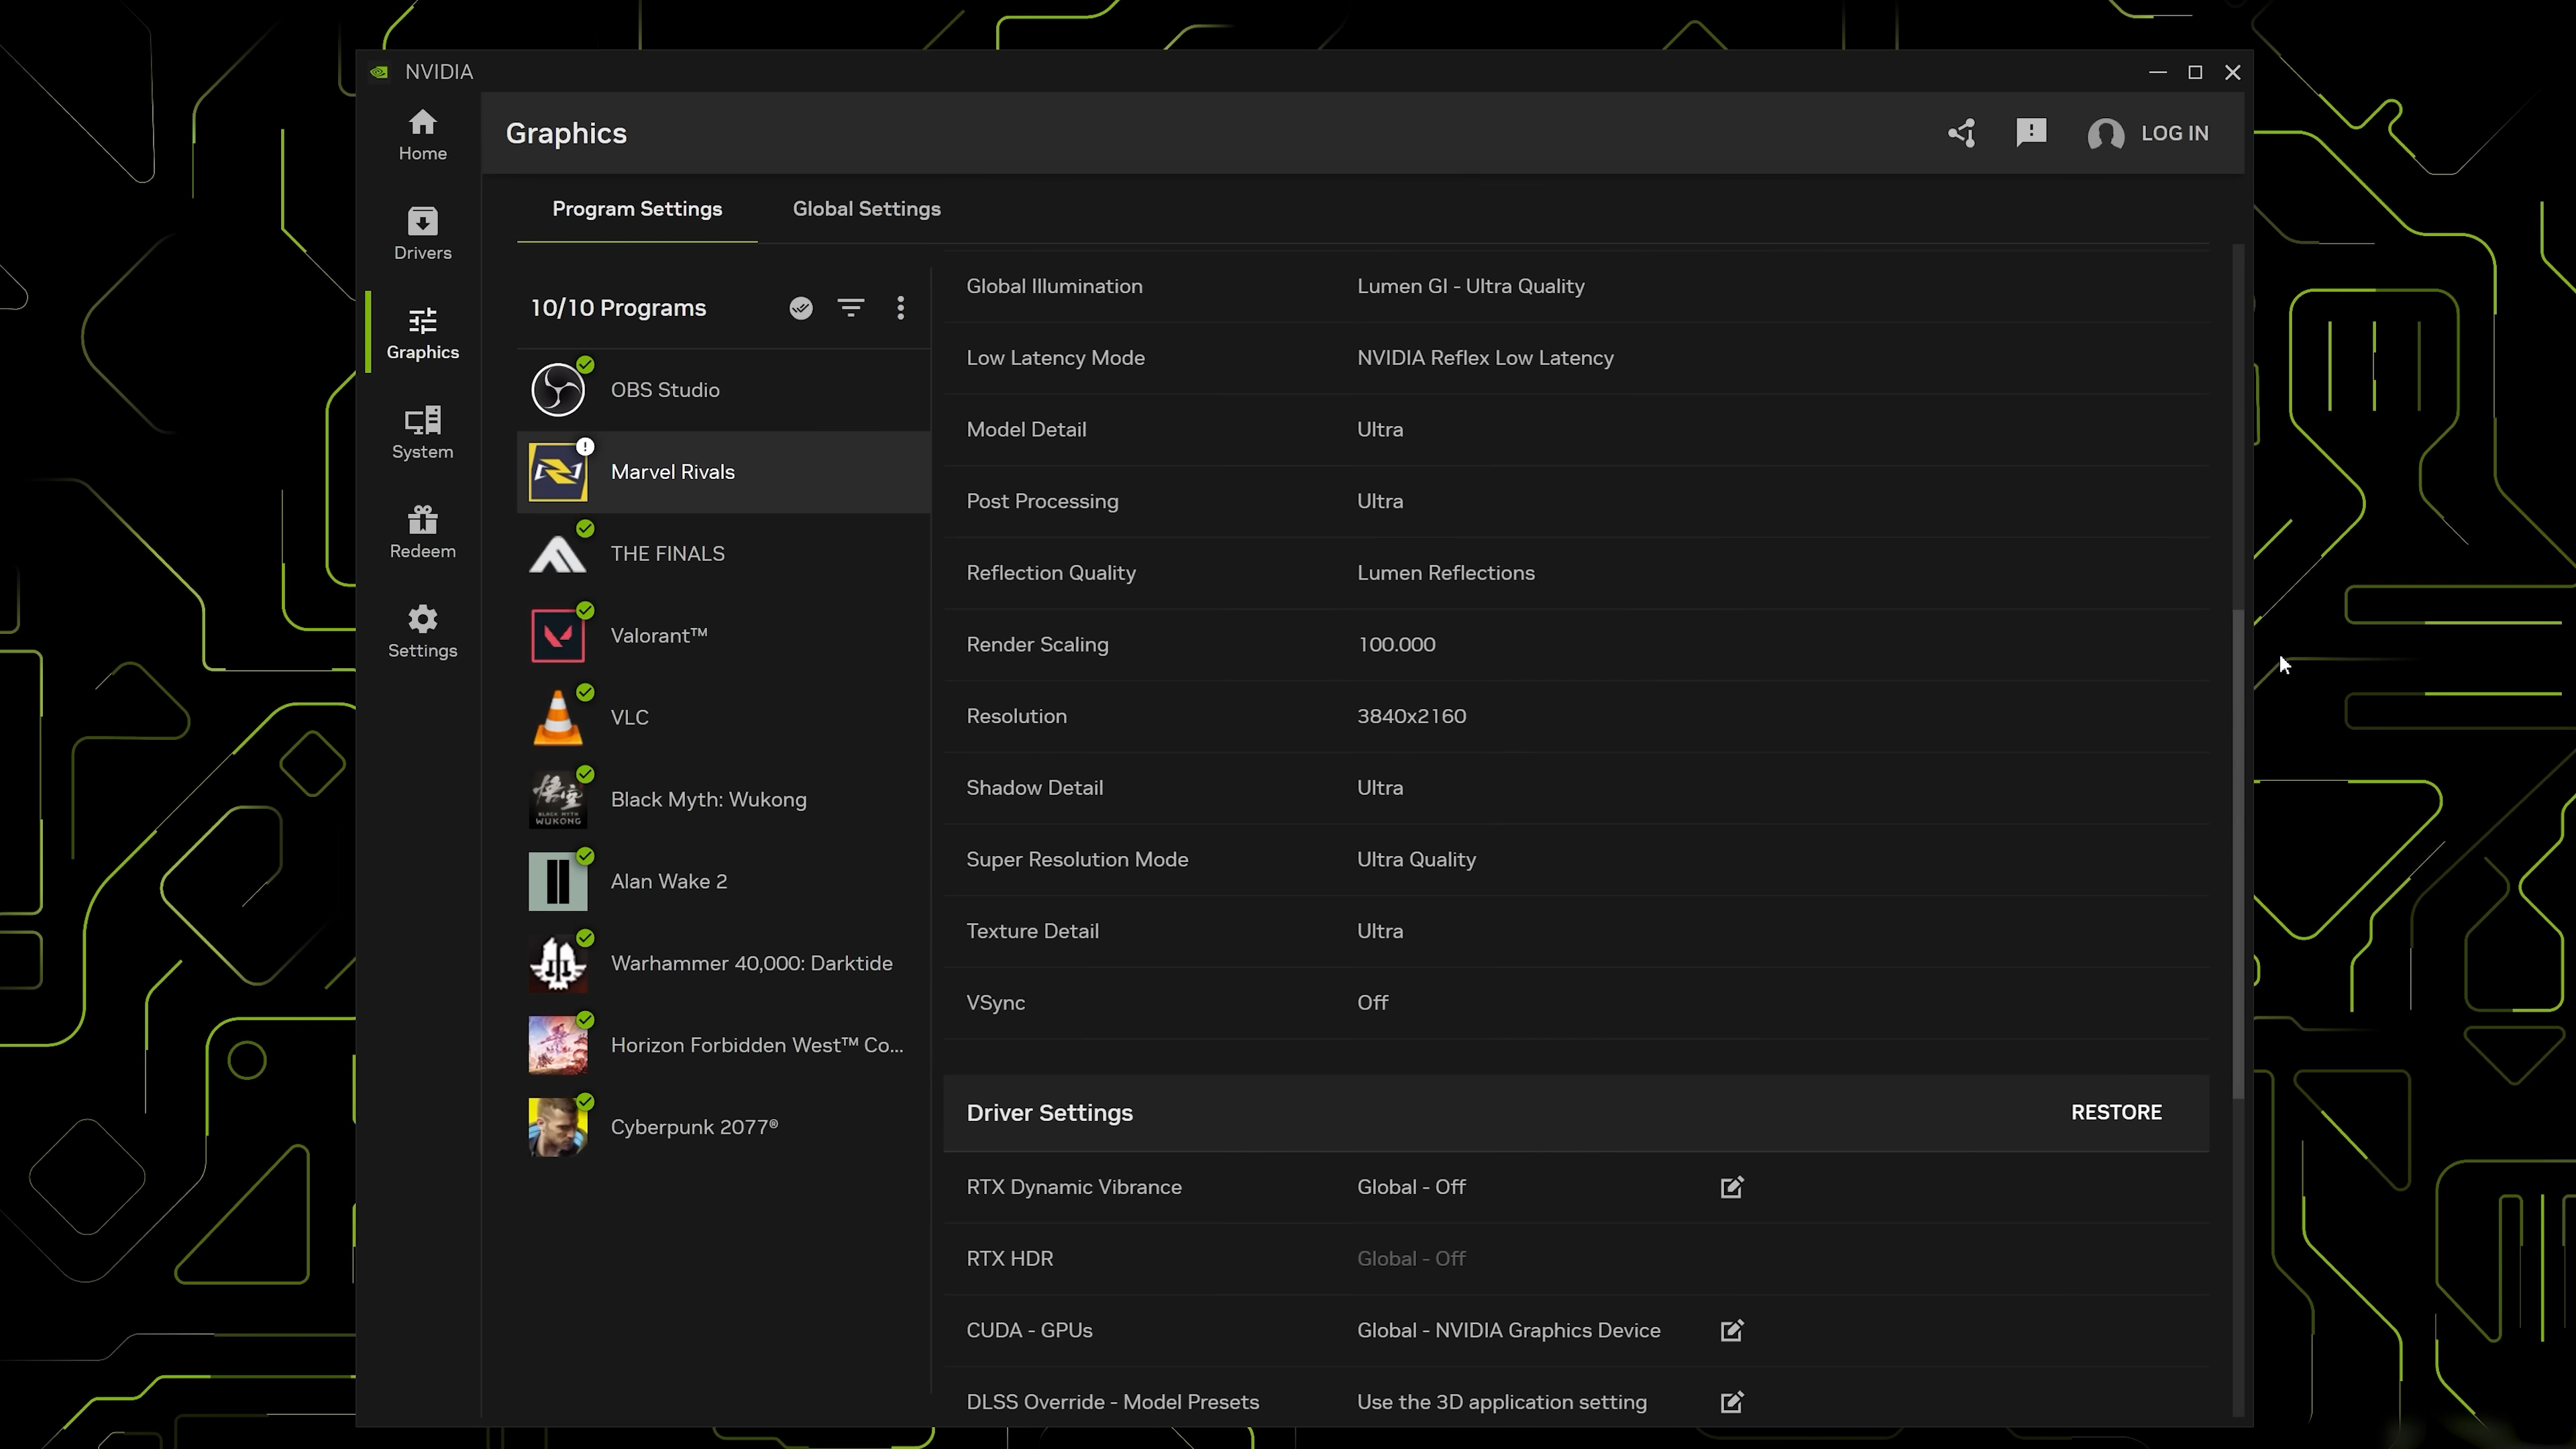 NVIDIA
Home
Drivers
Graphics
System
Redeem
Settings
Graphics
LOG IN
Program Settings
Global Settings
10/10 Programs
OBS Studio
Marvel Rivals
THE FINALS
Valorant™
VLC
Black Myth: Wukong
悟空
BLACK MYTH
WUKONG
Alan Wake 2
Warhammer 40,000: Darktide
Horizon Forbidden West™ Co...
Cyberpunk 2077®
Global Illumination Lumen GI - Ultra Quality
Low Latency Mode NVIDIA Reflex Low Latency
Model Detail Ultra
Post Processing Ultra
Reflection Quality Lumen Reflections
Render Scaling 100.000
Resolution 3840x2160
Shadow Detail Ultra
Super Resolution Mode Ultra Quality
Texture Detail Ultra
VSync Off
Driver Settings RESTORE
RTX Dynamic Vibrance Global - Off
RTX HDR Global - Off
CUDA - GPUs Global - NVIDIA Graphics Device
DLSS Override - Model Presets Use the 3D application setting